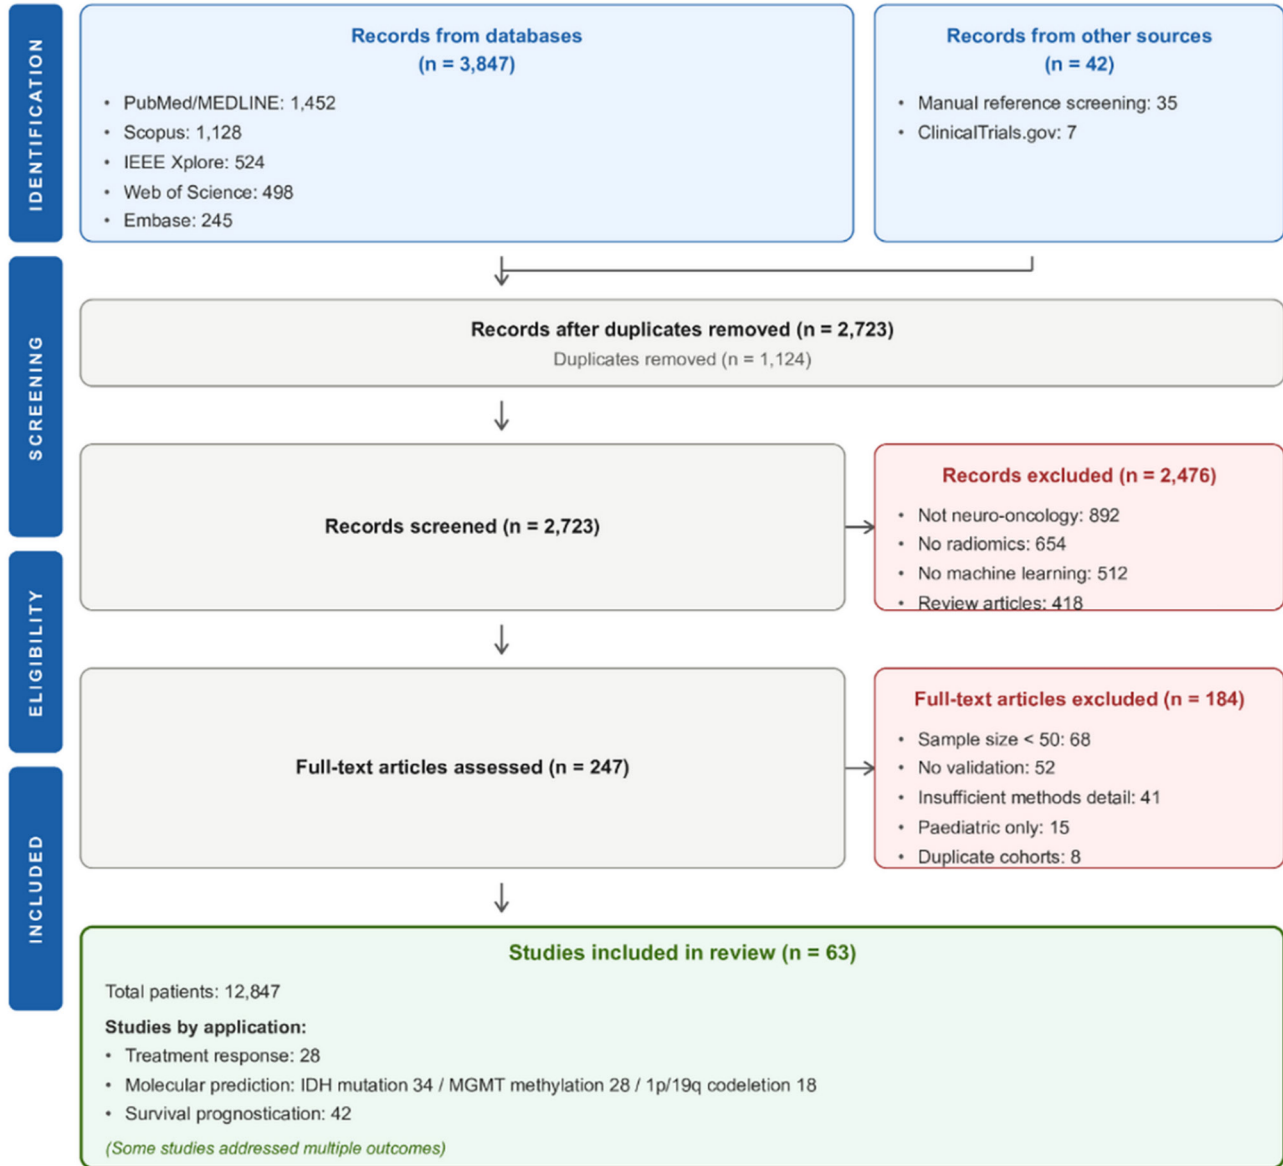 IDENTIFICATION
Records from databases
(n = 3,847)
• PubMed/MEDLINE: 1,452
• Scopus: 1,128
• IEEE Xplore: 524
• Web of Science: 498
• Embase: 245
Records from other sources
(n = 42)
• Manual reference screening: 35
• ClinicalTrials.gov: 7
SCREENING
Records after duplicates removed (n = 2,723)
Duplicates removed (n = 1,124)
Records screened (n = 2,723)
Records excluded (n = 2,476)
• Not neuro-oncology: 892
• No radiomics: 654
• No machine learning: 512
• Review articles: 418
ELIGIBILITY
Full-text articles assessed (n = 247)
Full-text articles excluded (n = 184)
• Sample size < 50: 68
• No validation: 52
• Insufficient methods detail: 41
• Paediatric only: 15
• Duplicate cohorts: 8
INCLUDED
Studies included in review (n = 63)
Total patients: 12,847
Studies by application:
• Treatment response: 28
• Molecular prediction: IDH mutation 34 / MGMT methylation 28 / 1p/19q codeletion 18
• Survival prognostication: 42
(Some studies addressed multiple outcomes)